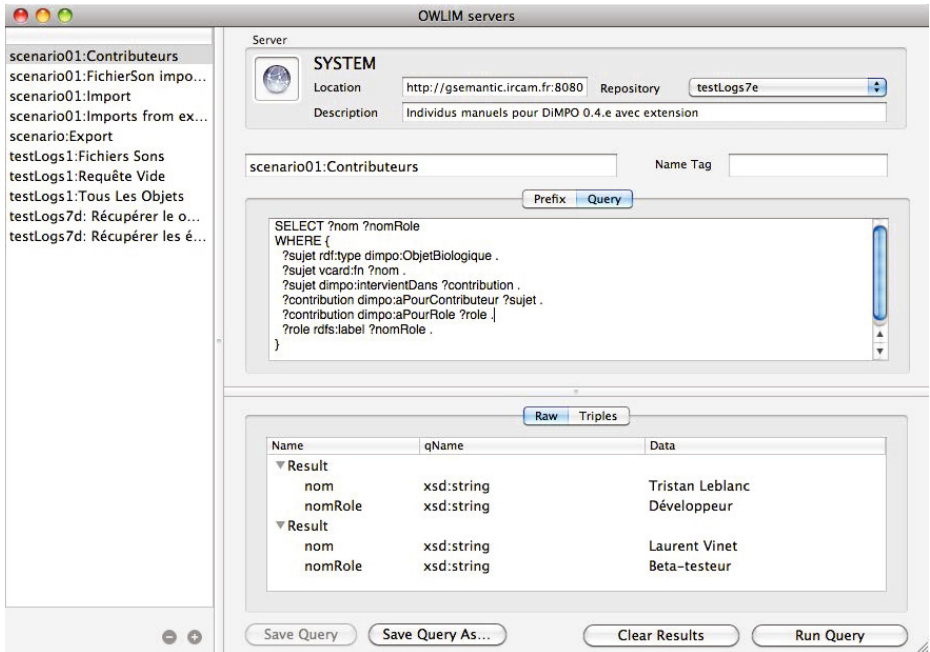 OWLIM servers
scenario01:Contributeurs
scenario01:FichierSon impo...
scenario01:Import
scenario01:Imports from ex...
scenario:Export
testLogs1:Fichiers Sons
testLogs1:Requête Vide
testLogs1:Tous Les Objets
testLogs7d: Récupérer le o...
testLogs7d: Récupérer les é...
Server
SYSTEM
Location http://gsemantic.ircam.fr:8080 Repository testLogs7e
Description Individus manuels pour DiMPO 0.4.e avec extension
scenario01:Contributeurs Name Tag
Prefix Query
SELECT ?nom ?nomRole
WHERE {
?sujet rdf:type dimpo:ObjetBiologique .
?sujet vcard:fn ?nom .
?sujet dimpo:intervientDans ?contribution .
?contribution dimpo:aPourContributeur ?sujet .
?contribution dimpo:aPourRole ?role .
?role rdfs:label ?nomRole .
}
Raw Triples
Name qName Data
Result
nom xsd:string Tristan Leblanc
nomRole xsd:string Développeur
Result
nom xsd:string Laurent Vinet
nomRole xsd:string Beta-testeur
Save Query Save Query As... Clear Results Run Query